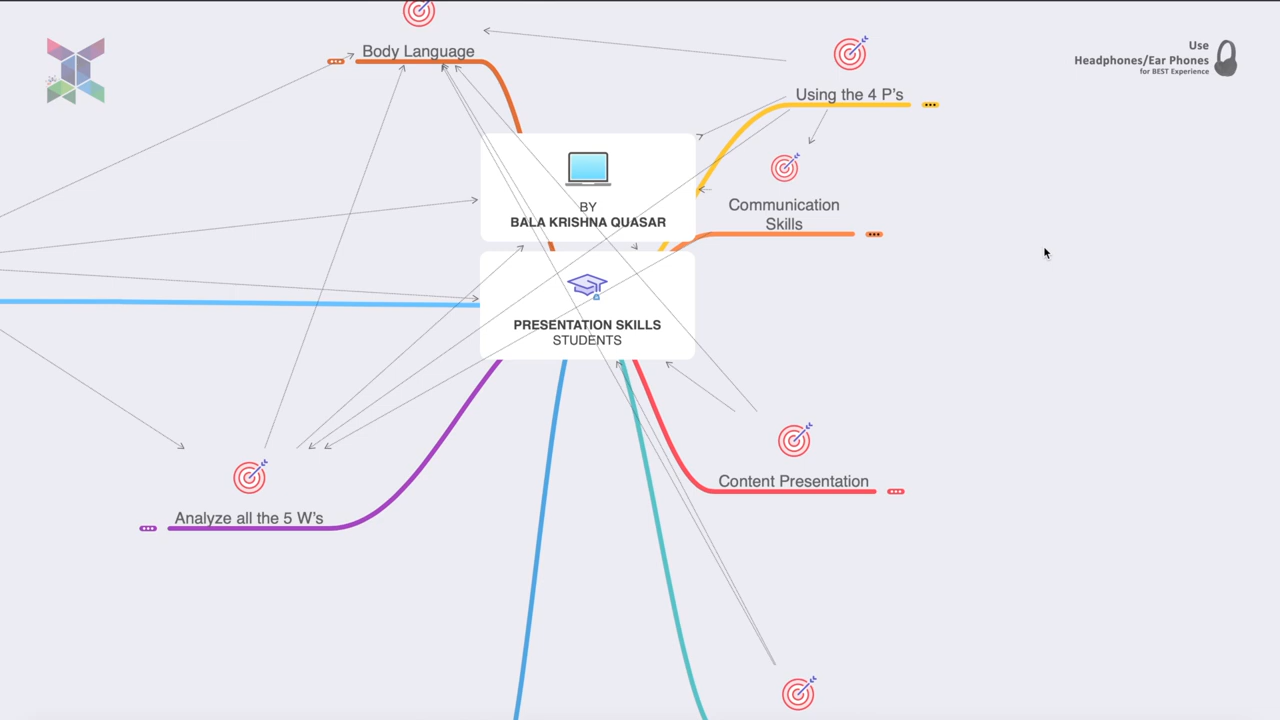 Body Language
Use
Headphones/Ear Phones
for BEST Experience
Using the 4 P's
BY
BALA KRISHNA QUASAR
Communication
Skills
PRESENTATION SKILLS
STUDENTS
Content Presentation
Analyze all the 5 W's